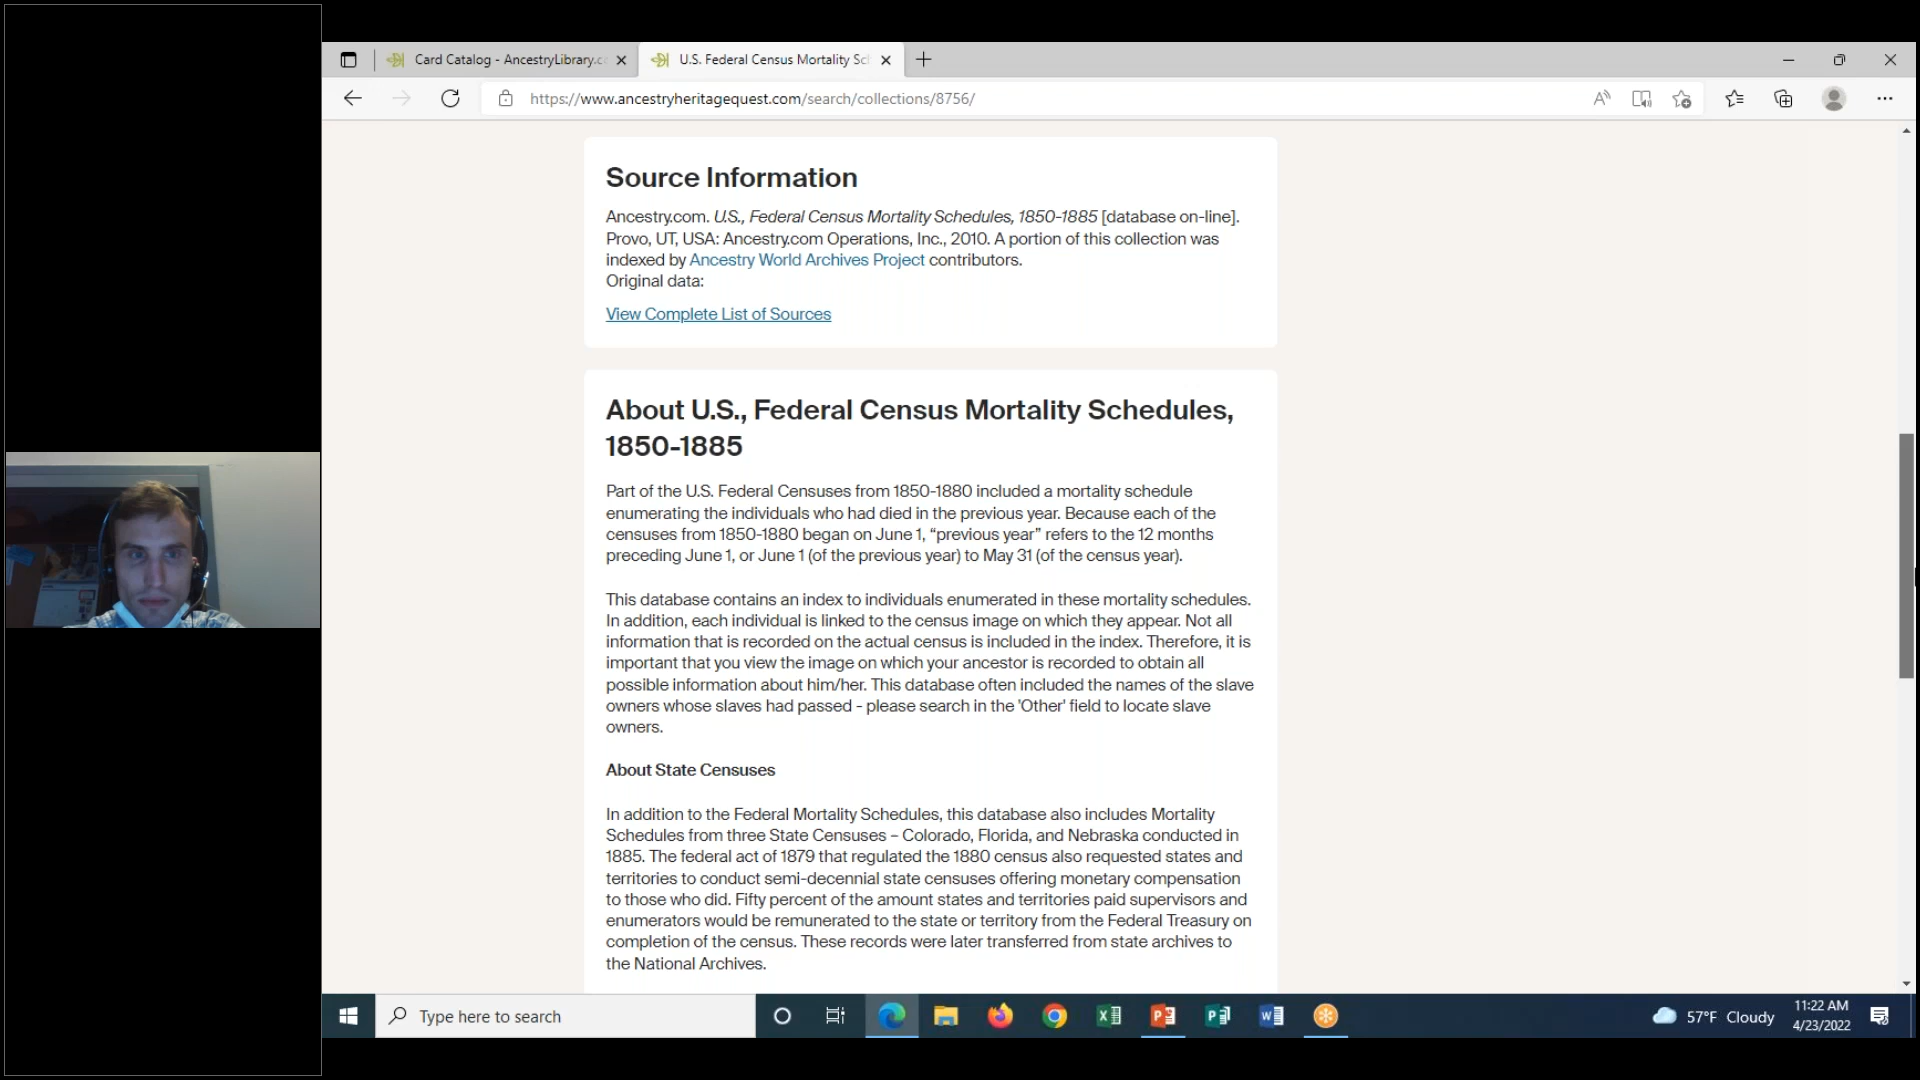 Card Catalog - AncestryLibrary.c
U.S. Federal Census Mortality Sc
https://www.ancestryheritagequest.com/search/collections/8756/
Source Information
Ancestry.com. U.S., Federal Census Mortality Schedules, 1850-1885 [database on-line].
Provo, UT, USA: Ancestry.com Operations, Inc., 2010. A portion of this collection was
indexed by Ancestry World Archives Project contributors.
Original data:
View Complete List of Sources
About U.S., Federal Census Mortality Schedules,
1850-1885
Part of the U.S. Federal Censuses from 1850-1880 included a mortality schedule
enumerating the individuals who had died in the previous year. Because each of the
censuses from 1850-1880 began on June 1, “previous year” refers to the 12 months
preceding June 1, or June 1 (of the previous year) to May 31 (of the census year).
This database contains an index to individuals enumerated in these mortality schedules.
In addition, each individual is linked to the census image on which they appear. Not all
information that is recorded on the actual census is included in the index. Therefore, it is
important that you view the image on which your ancestor is recorded to obtain all
possible information about him/her. This database often included the names of the slave
owners whose slaves had passed - please search in the 'Other' field to locate slave
owners.
About State Censuses
In addition to the Federal Mortality Schedules, this database also includes Mortality
Schedules from three State Censuses – Colorado, Florida, and Nebraska conducted in
1885. The federal act of 1879 that regulated the 1880 census also requested states and
territories to conduct semi-decennial state censuses offering monetary compensation
to those who did. Fifty percent of the amount states and territories paid supervisors and
enumerators would be remunerated to the state or territory from the Federal Treasury on
completion of the census. These records were later transferred from state archives to
the National Archives.
Type here to search
57°F Cloudy
11:22 AM
4/23/2022